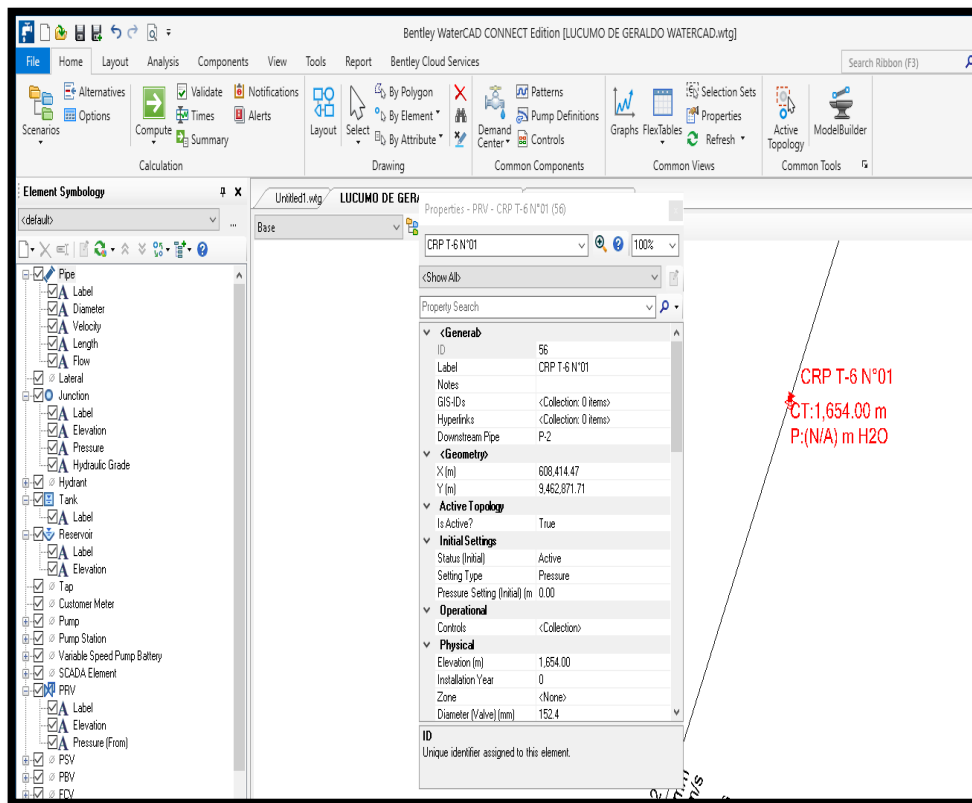 Bentley WaterCAD CONNECT Edition [LUCUMO DE GERALDO WATERCAD.wtg]
File Home Layout Analysis Components View Tools Report Bentley Cloud Services Search Ribbon (F3)
Scenarios
Alternatives
Options
Compute
Validate
Times
Summary
Notifications
Alerts
Calculation
Layout
Select
By Polygon
By Element
By Attribute
Drawing
Demand Center
Patterns
Pump Definitions
Controls
Common Components
Graphs
FlexTables
Selection Sets
Properties
Refresh
Common Views
Active Topology
ModelBuilder
Common Tools
Element Symbology
<default>
...
Pipe
Label
Diameter
Velocity
Length
Flow
Lateral
Junction
Label
Elevation
Pressure
Hydraulic Grade
Hydrant
Tank
Label
Reservoir
Label
Elevation
Tap
Customer Meter
Pump
Pump Station
Variable Speed Pump Battery
SCADA Element
PRV
Label
Elevation
Pressure (From)
PSV
PBV
FCV
Untitled1.wtg LUCUMO DE GERA
Base
Properties - PRV - CRP T-6 N°01 (56)
CRP T-6 N°01 100%
<Show All>
Property Search
<General>
ID 56
Label CRP T-6 N°01
Notes
GIS-IDs <Collection: 0 items>
Hyperlinks <Collection: 0 items>
Downstream Pipe P-2
<Geometry>
X (m) 608,414.47
Y (m) 9,462,871.71
Active Topology
Is Active? True
Initial Settings
Status (Initial) Active
Setting Type Pressure
Pressure Setting (Initial) (m 0.00
Operational
Controls <Collection>
Physical
Elevation (m) 1,654.00
Installation Year 0
Zone <None>
Diameter (Valve) (mm) 152.4
ID
Unique identifier assigned to this element.
CRP T-6 N°01
CT:1,654.00 m
P:(N/A) m H2O